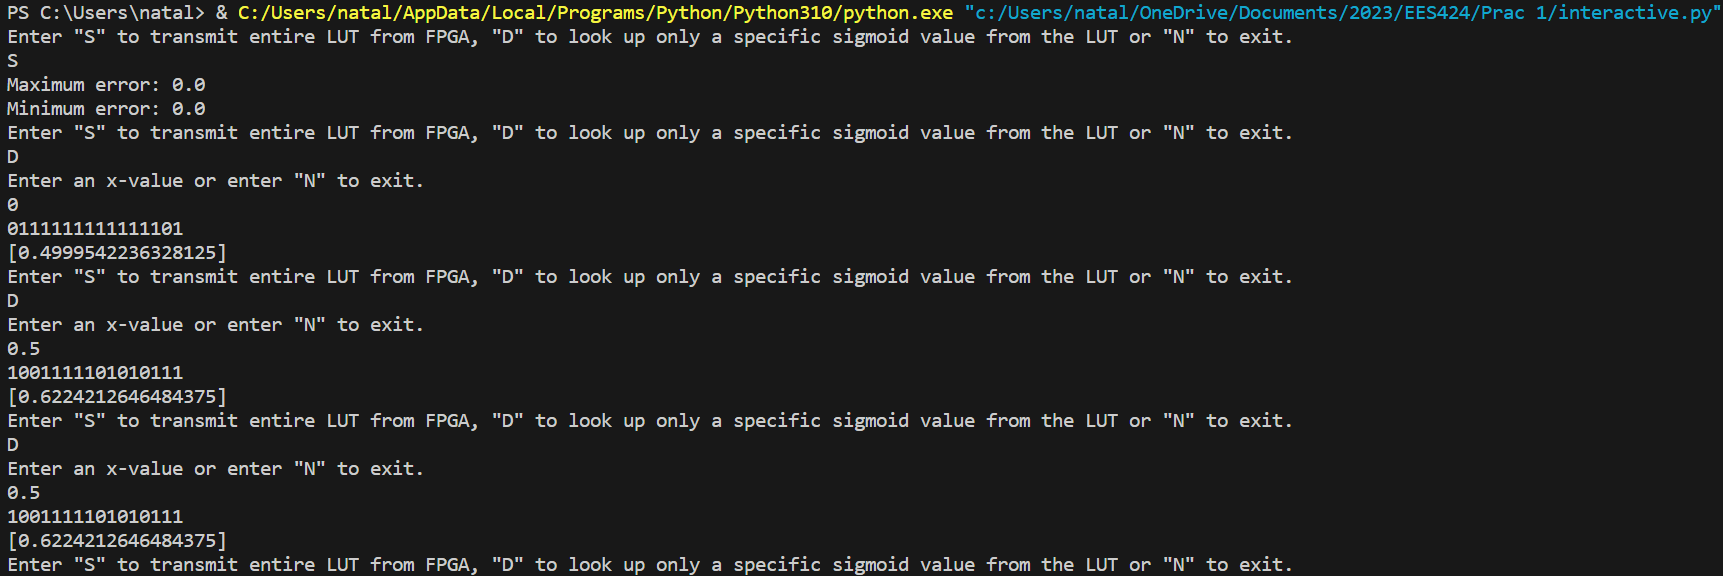 PS C:\Users\natal> & C:/Users/natal/AppData/Local/Programs/Python/Python310/python.exe "c:/Users/natal/OneDrive/Documents/2023/EES424/Prac 1/interactive.py"
Enter "S" to transmit entire LUT from FPGA, "D" to look up only a specific sigmoid value from the LUT or "N" to exit.
S
Maximum error: 0.0
Minimum error: 0.0
Enter "S" to transmit entire LUT from FPGA, "D" to look up only a specific sigmoid value from the LUT or "N" to exit.
D
Enter an x-value or enter "N" to exit.
0
0111111111111101
[0.4999542236328125]
Enter "S" to transmit entire LUT from FPGA, "D" to look up only a specific sigmoid value from the LUT or "N" to exit.
D
Enter an x-value or enter "N" to exit.
0.5
1001111101010111
[0.6224212646484375]
Enter "S" to transmit entire LUT from FPGA, "D" to look up only a specific sigmoid value from the LUT or "N" to exit.
D
Enter an x-value or enter "N" to exit.
0.5
1001111101010111
[0.6224212646484375]
Enter "S" to transmit entire LUT from FPGA, "D" to look up only a specific sigmoid value from the LUT or "N" to exit.